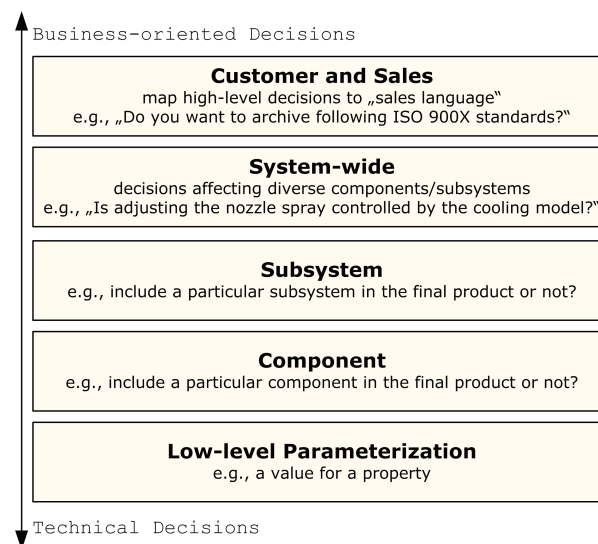 Business-oriented Decisions
Customer and Sales
map high-level decisions to „sales language“
e.g., „Do you want to archive following ISO 900X standards?“
System-wide
decisions affecting diverse components/subsystems
e.g., „Is adjusting the nozzle spray controlled by the cooling model?“
Subsystem
e.g., include a particular subsystem in the final product or not?
Component
e.g., include a particular component in the final product or not?
Low-level Parameterization
e.g., a value for a property
Technical Decisions